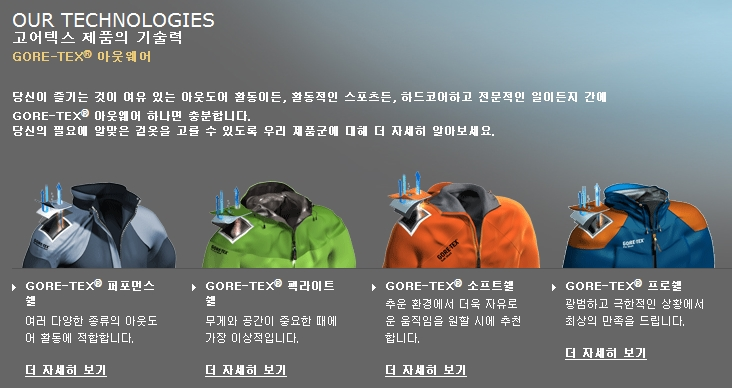 OUR TECHNOLOGIES
고어텍스 제품의 기술력
GORE-TEX® 아웃웨어
당신이 즐기는 것이 여유 있는 아웃도어 활동이든, 활동적인 스포츠든, 하드코어하고 전문적인 일이든지 간에
GORE-TEX® 아웃웨어 하나면 충분합니다.
당신의 필요에 알맞은 겉옷을 고를 수 있도록 우리 제품군에 대해 더 자세히 알아보세요.
GORE-TEX
GORE-TEX
GORE-TEX
GORE-TEX
GORE-TEX® 퍼포먼스
쉘
여러 다양한 종류의 아웃도
어 활동에 적합합니다.
더 자세히 보기
GORE-TEX® 팩라이트
쉘
무게와 공간이 중요한 때에
가장 이상적입니다.
더 자세히 보기
GORE-TEX® 소프트쉘
추운 환경에서 더욱 자유로
운 움직임을 원할 시에 추천
합니다.
더 자세히 보기
GORE-TEX® 프로쉘
광범하고 극한적인 상황에서
최상의 만족을 드립니다.
더 자세히 보기